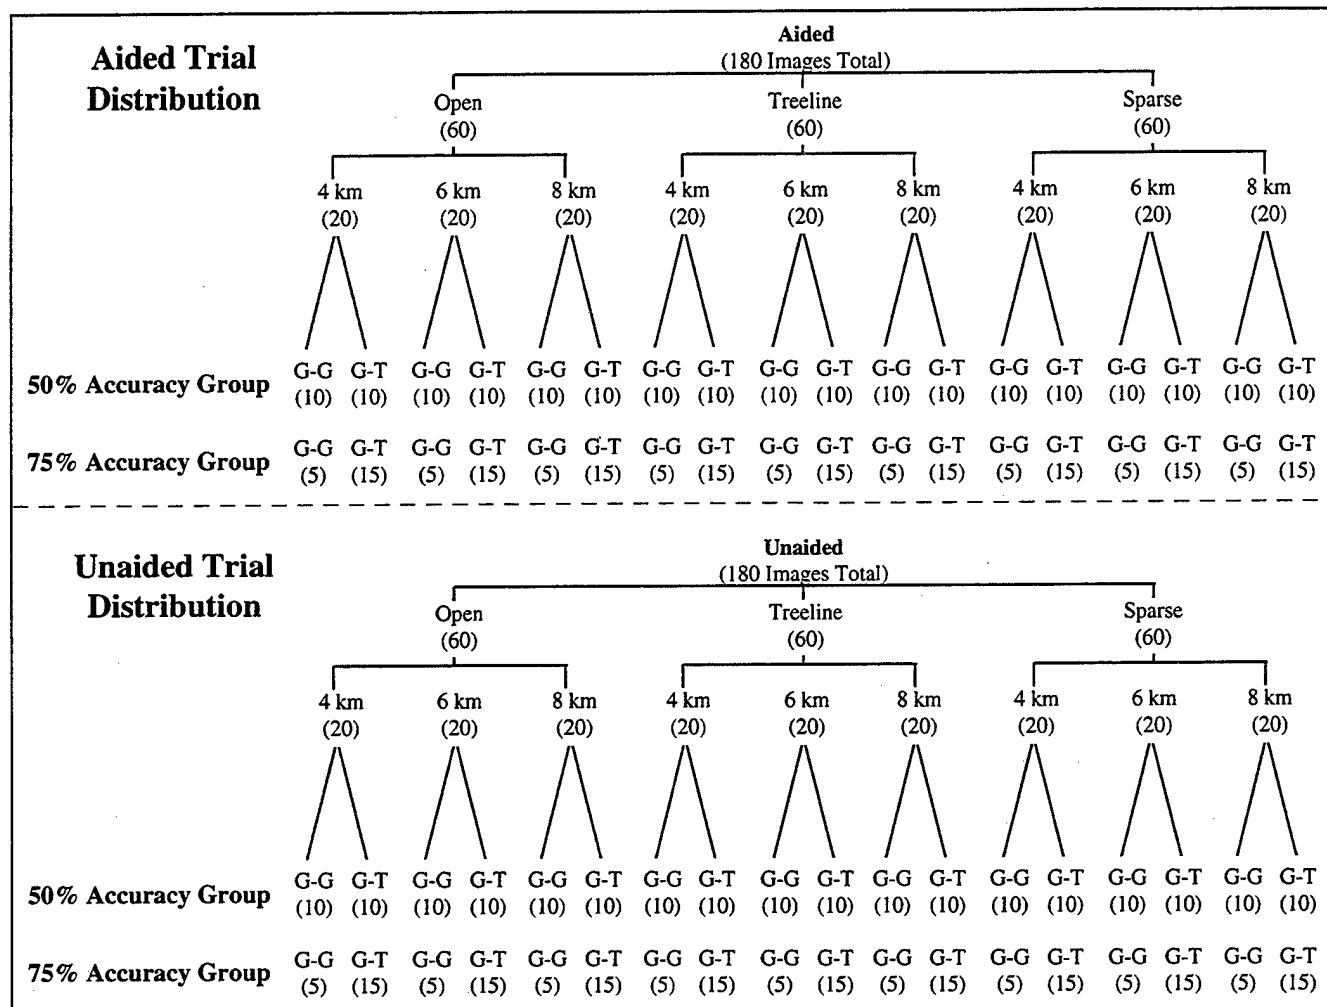 Aided Trial
Distribution
Aided
(180 Images Total)
Open Treeline Sparse
(60) (60) (60)
4 km 6 km 8 km 4 km 6 km 8 km 4 km 6 km 8 km
(20) (20) (20) (20) (20) (20) (20) (20) (20)
G-G G-T G-G G-T G-G G-T G-G G-T G-G G-T G-G G-T G-G G-T G-G G-T G-G G-T
50% Accuracy Group
(10) (10) (10) (10) (10) (10) (10) (10) (10) (10) (10) (10) (10) (10) (10) (10) (10) (10)
G-G G-T G-G G-T G-G G-T G-G G-T G-G G-T G-G G-T G-G G-T G-G G-T G-G G-T
75% Accuracy Group
(5) (15) (5) (15) (5) (15) (5) (15) (5) (15) (5) (15) (5) (15) (5) (15) (5) (15)
Unaided Trial
Distribution
Unaided
(180 Images Total)
Open Treeline Sparse
(60) (60) (60)
4 km 6 km 8 km 4 km 6 km 8 km 4 km 6 km 8 km
(20) (20) (20) (20) (20) (20) (20) (20) (20)
G-G G-T G-G G-T G-G G-T G-G G-T G-G G-T G-G G-T G-G G-T G-G G-T G-G G-T
50% Accuracy Group
(10) (10) (10) (10) (10) (10) (10) (10) (10) (10) (10) (10) (10) (10) (10) (10) (10) (10)
G-G G-T G-G G-T G-G G-T G-G G-T G-G G-T G-G G-T G-G G-T G-G G-T G-G G-T
75% Accuracy Group
(5) (15) (5) (15) (5) (15) (5) (15) (5) (15) (5) (15) (5) (15) (5) (15) (5) (15)